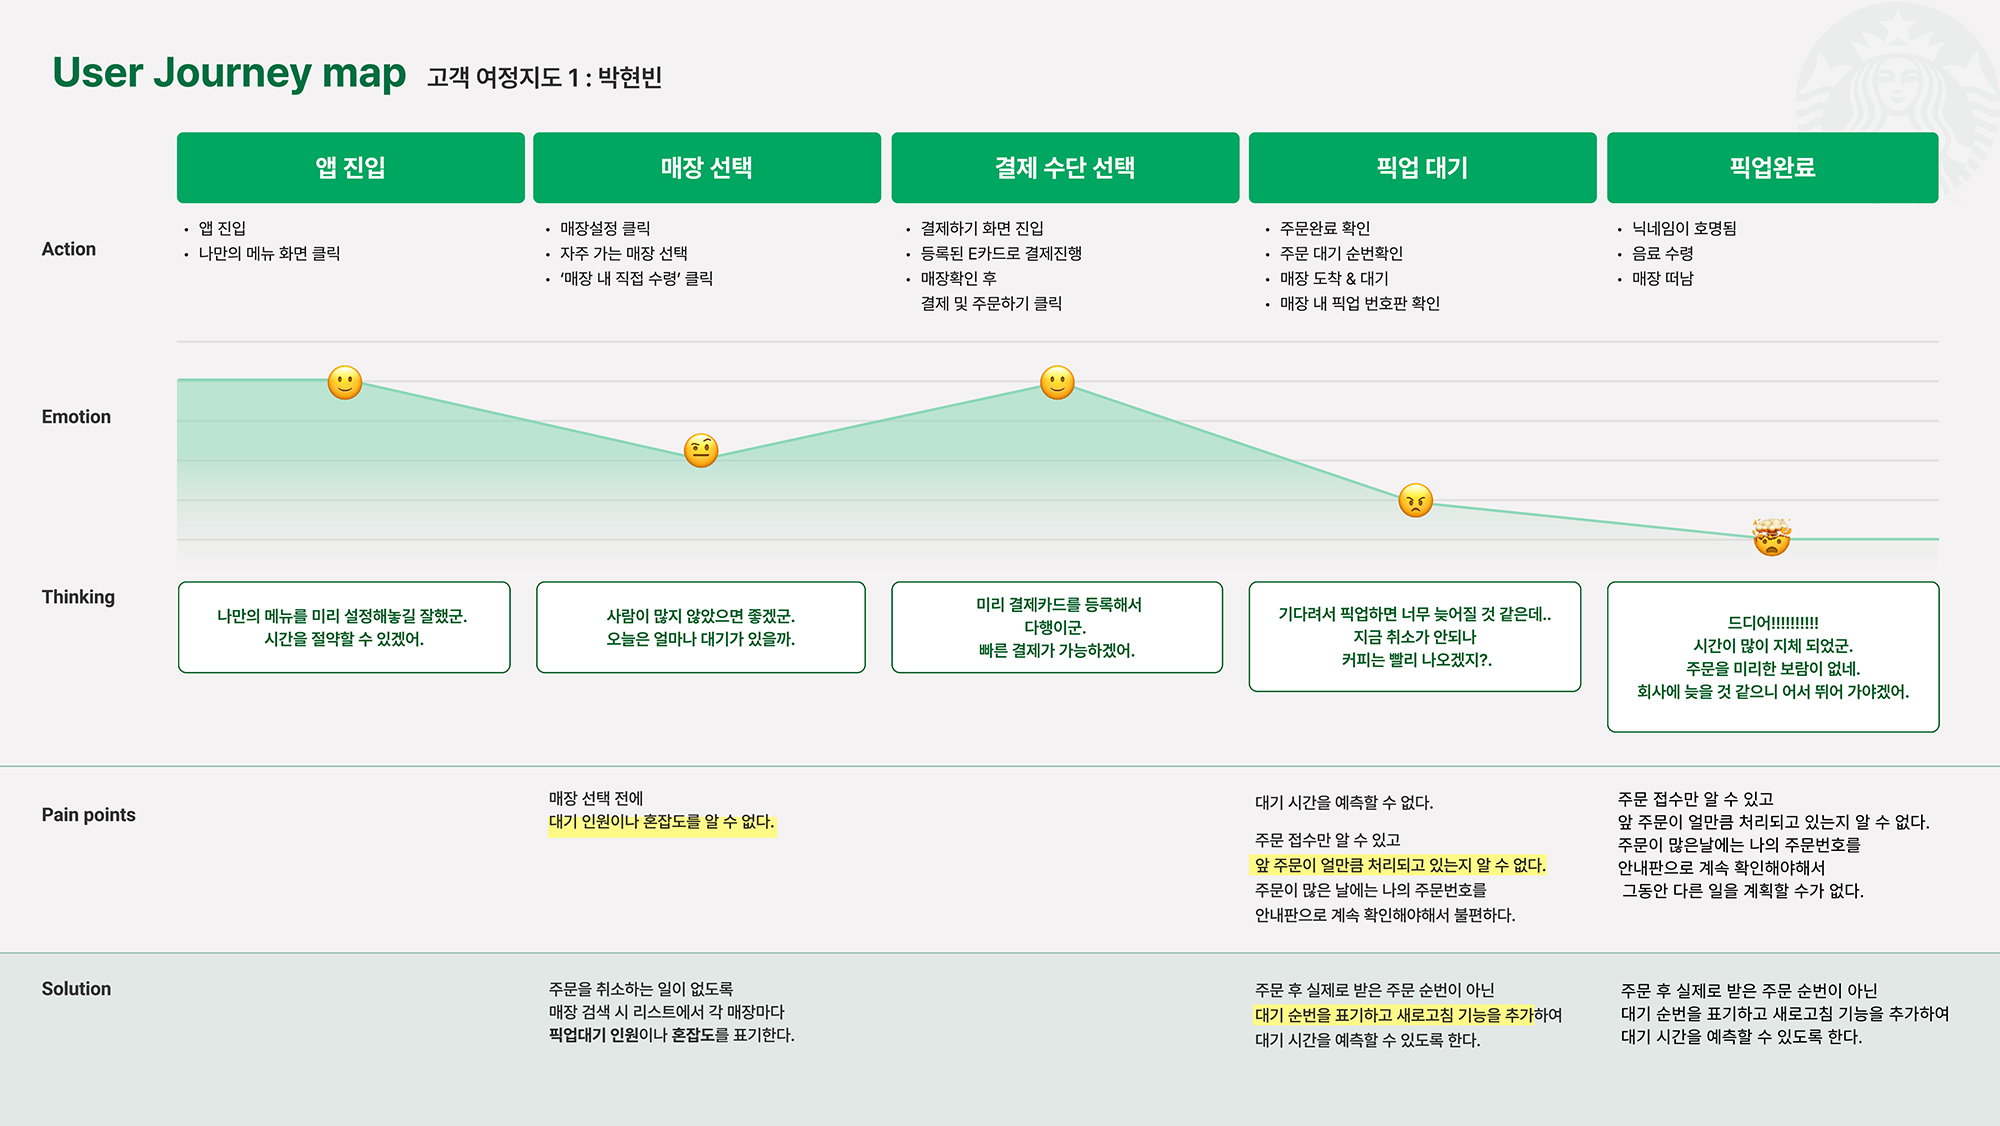 User Journey map 고객 여정지도 1 : 박현빈
앱 진입
매장 선택
결제 수단 선택
픽업 대기
픽업완료
Action
• 앱 진입
• 나만의 메뉴 화면 클릭
• 매장설정 클릭
• 자주 가는 매장 선택
• ‘매장 내 직접 수령’ 클릭
• 결제하기 화면 진입
• 등록된 E카드로 결제진행
• 매장확인 후
결제 및 주문하기 클릭
• 주문완료 확인
• 주문 대기 순번확인
• 매장 도착 & 대기
• 매장 내 픽업 번호판 확인
• 닉네임이 호명됨
• 음료 수령
• 매장 떠남
Emotion
Thinking
나만의 메뉴를 미리 설정해놓길 잘했군.
시간을 절약할 수 있겠어.
사람이 많지 않았으면 좋겠군.
오늘은 얼마나 대기가 있을까.
미리 결제카드를 등록해서
다행이군.
빠른 결제가 가능하겠어.
기다려서 픽업하면 너무 늦어질 것 같은데..
지금 취소가 안되나
커피는 빨리 나오겠지?.
드디어!!!!!!!!!!
시간이 많이 지체 되었군.
주문을 미리한 보람이 없네.
회사에 늦을 것 같으니 어서 뛰어 가야겠어.
Pain points
매장 선택 전에
대기 인원이나 혼잡도를 알 수 없다.
대기 시간을 예측할 수 없다.
주문 접수만 알 수 있고
앞 주문이 얼만큼 처리되고 있는지 알 수 없다.
주문이 많은 날에는 나의 주문번호를
안내판으로 계속 확인해야해서 불편하다.
주문 접수만 알 수 있고
앞 주문이 얼만큼 처리되고 있는지 알 수 없다.
주문이 많은날에는 나의 주문번호를
안내판으로 계속 확인해야해서
그동안 다른 일을 계획할 수가 없다.
Solution
주문을 취소하는 일이 없도록
매장 검색 시 리스트에서 각 매장마다
픽업대기 인원이나 혼잡도를 표기한다.
주문 후 실제로 받은 주문 순번이 아닌
대기 순번을 표기하고 새로고침 기능을 추가하여
대기 시간을 예측할 수 있도록 한다.
주문 후 실제로 받은 주문 순번이 아닌
대기 순번을 표기하고 새로고침 기능을 추가하여
대기 시간을 예측할 수 있도록 한다.